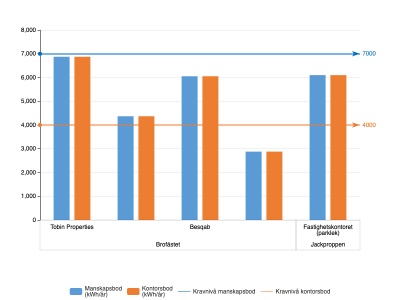 8,000
7,000
7000
6,000
5,000
4,000
4000
3,000
2,000
1,000
0
Tobin Properties
Besqab
Fastighetskontoret
(parklek)
Brofästet
Jackproppen
Manskapsbod
(kWh/år)
Kontorsbod
(kWh/år)
Kravnivå manskapsbod
Kravnivå kontorsbod